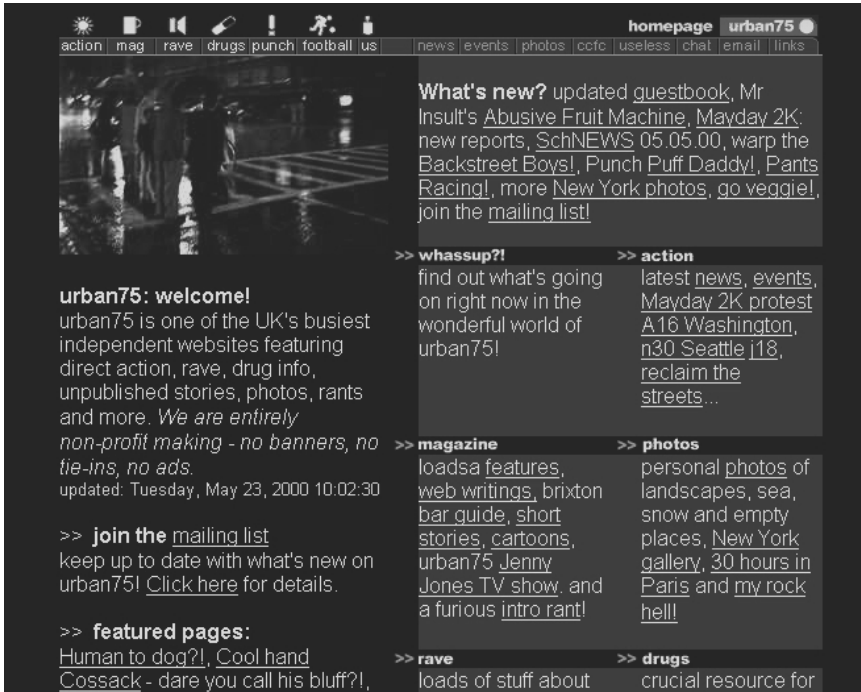 homepage urban75
action mag rave drugs punch football us news events photos ccfc useless chat email links
What's new? updated guestbook, Mr
Insult's Abusive Fruit Machine, Mayday 2K:
new reports, SchNEWS 05.05.00, warp the
Backstreet Boys!, Punch Puff Daddy!, Pants
Racing!, more New York photos, go veggie!,
join the mailing list!
urban75: welcome!
urban75 is one of the UK's busiest
independent websites featuring
direct action, rave, drug info,
unpublished stories, photos, rants
and more. We are entirely
non-profit making - no banners, no
tie-ins, no ads.
updated: Tuesday, May 23, 2000 10:02:30
>> join the mailing list
keep up to date with what's new on
urban75! Click here for details.
>> featured pages:
Human to dog?!, Cool hand
Cossack - dare you call his bluff?!,
>> whassup?!
find out what's going
on right now in the
wonderful world of
urban75!
>> action
latest news, events,
Mayday 2K protest
A16 Washington,
n30 Seattle j18,
reclaim the
streets...
>> magazine
loadsa features,
web writings, brixton
bar guide, short
stories, cartoons,
urban75 Jenny
Jones TV show. and
a furious intro rant!
>> photos
personal photos of
landscapes, sea,
snow and empty
places, New York
gallery, 30 hours in
Paris and my rock
hell!
>> rave
loads of stuff about
>> drugs
crucial resource for